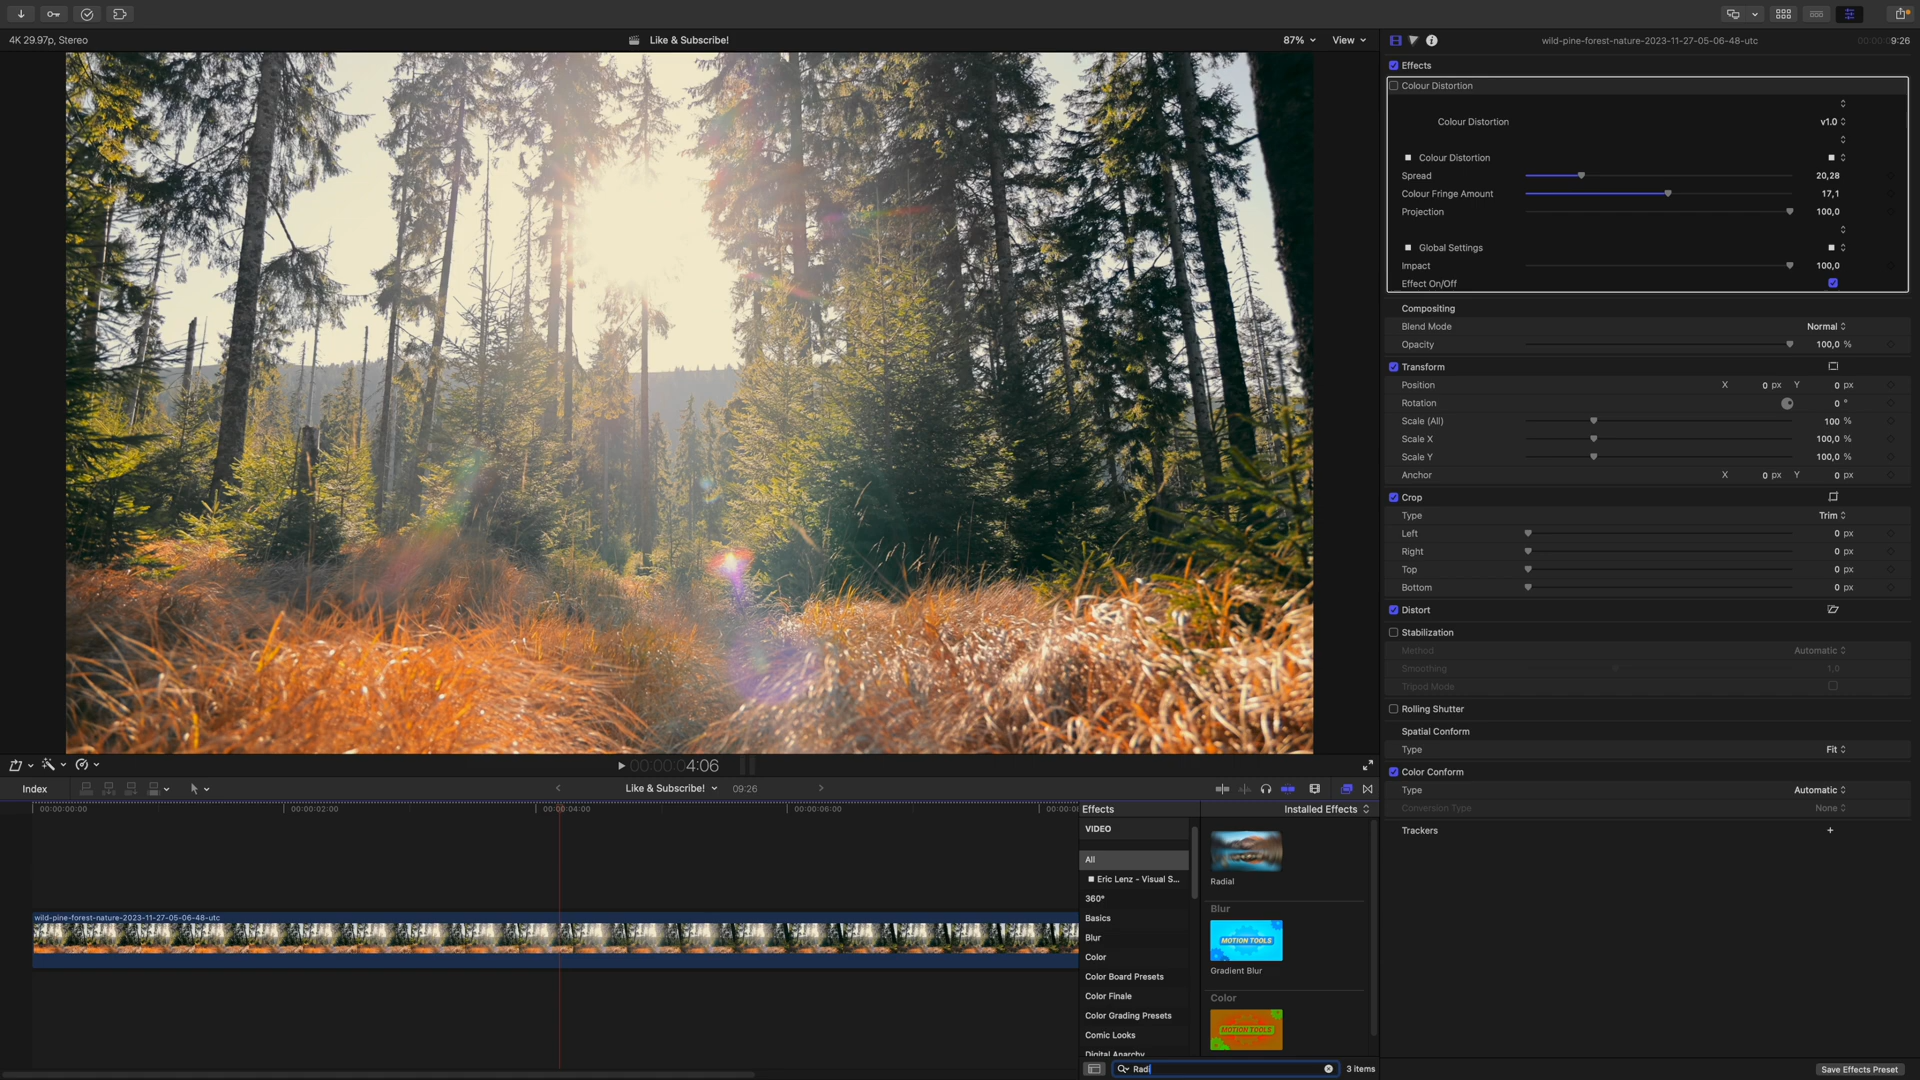 4K 29.97p, Stereo
Like & Subscribe!
87%
View
wild-pine-forest-nature-2023-11-27-05-06-48-utc
00:00:09:26
Effects
Colour Distortion
Colour Distortion
v1.0
Colour Distortion
Spread
20,28
Colour Fringe Amount
17,1
Projection
100,0
Global Settings
Impact
100,0
Effect On/Off
Compositing
Blend Mode
Normal
Opacity
100,0 %
Transform
Position
X 0 px Y 0 px
Rotation
0 °
Scale (All)
100 %
Scale X
100,0 %
Scale Y
100,0 %
Anchor
X 0 px Y 0 px
Crop
Type
Trim
Left
0 px
Right
0 px
Top
0 px
Bottom
0 px
Distort
Stabilization
Method
Automatic
Smoothing
1,0
Tripod Mode
Rolling Shutter
Spatial Conform
Type
Fit
Color Conform
Type
Automatic
Conversion Type
None
Trackers
Save Effects Preset
00:00:04:06
Index
Like & Subscribe!
09:26
00:00:00:00
00:00:02:00
00:00:04:00
00:00:06:00
wild-pine-forest-nature-2023-11-27-05-06-48-utc
Effects
Installed Effects
VIDEO
All
Eric Lenz - Visual S...
360°
Basics
Blur
Color
Color Board Presets
Color Finale
Color Grading Presets
Comic Looks
Digital Anarchy
Radial
Blur
MOTION TOOLS
Gradient Blur
Color
MOTION TOOLS
Radi
3 items